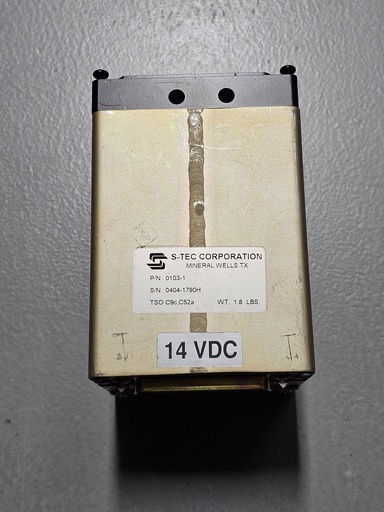 S-TEC CORPORATION
MINERAL WELLS TX
P/N 0103-1
S/N 0404-1790H
TSO C9c,C52a WT. 1.8 LBS.
14 VDC